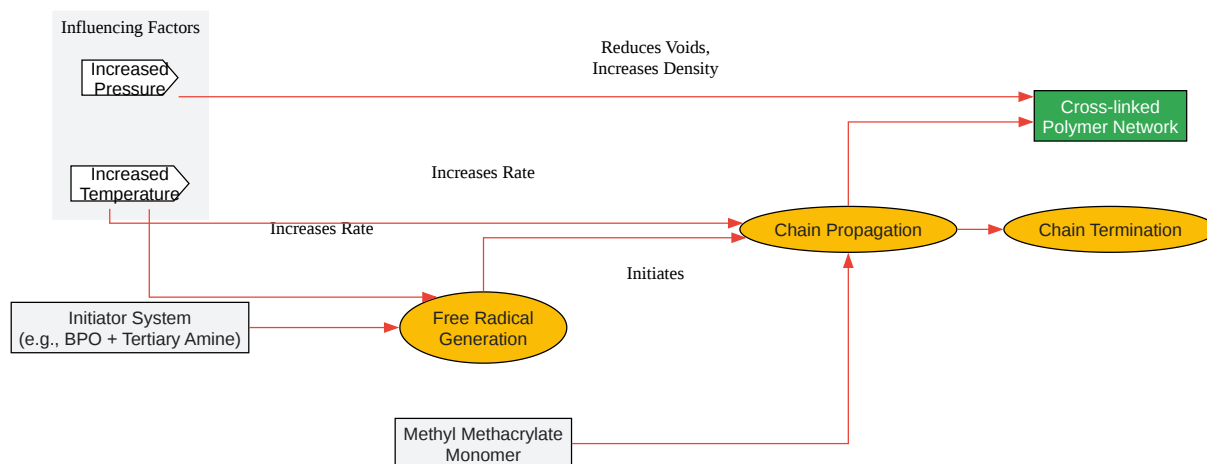 Influencing Factors
Increased
Pressure
Reduces Voids,
Increases Density
Cross-linked
Polymer Network
Increased
Temperature
Increases Rate
Increases Rate
Chain Propagation
Chain Termination
Initiates
Initiator System
(e.g., BPO + Tertiary Amine)
Free Radical
Generation
Methyl Methacrylate
Monomer